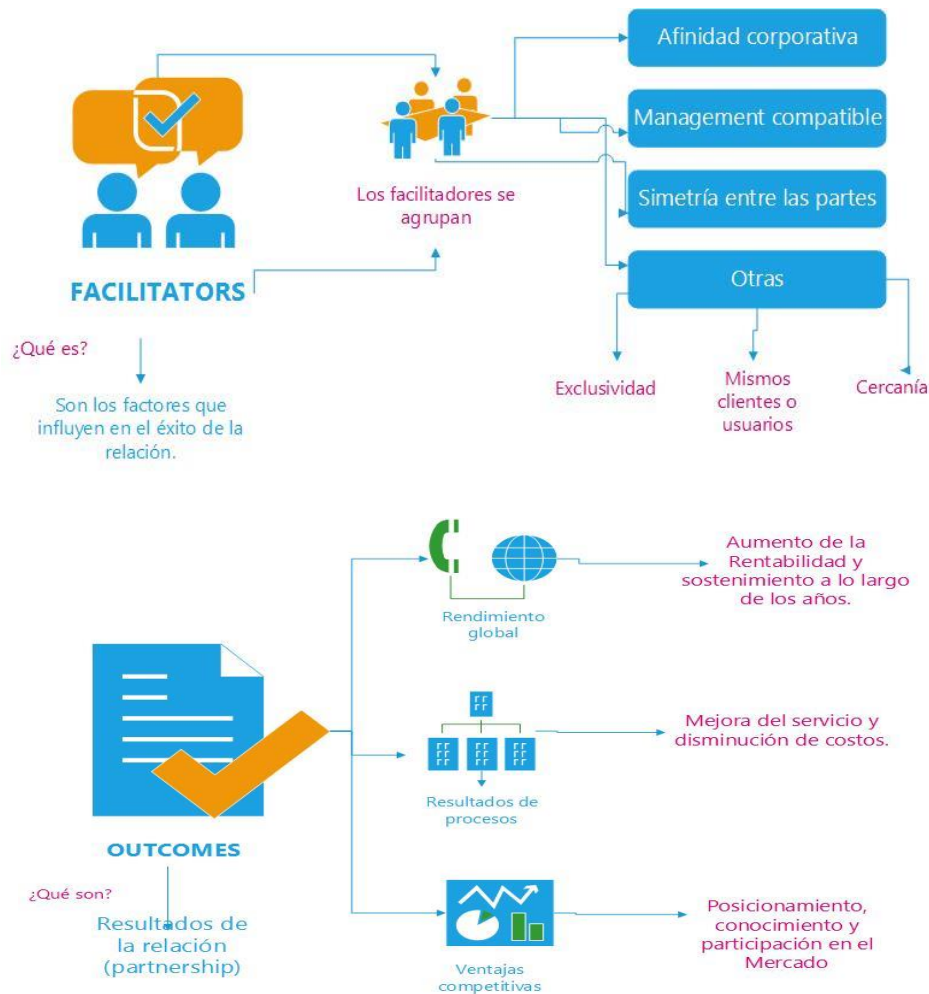 Afinidad corporativa
Management compatible
Simetría entre las partes
Otras
Los facilitadores se
agrupan
FACILITATORS
¿Qué es?
Son los factores que
influyen en el éxito de la
relación.
Exclusividad
Mismos
clientes o
usuarios
Cercanía
Rendimiento
global
Aumento de la
Rentabilidad y
sostenimiento a lo largo
de los años.
Resultados de
procesos
Mejora del servicio y
disminución de costos.
OUTCOMES
¿Qué son?
Resultados de
la relación
(partnership)
Ventajas
competitivas
Posicionamiento,
conocimiento y
participación en el
Mercado